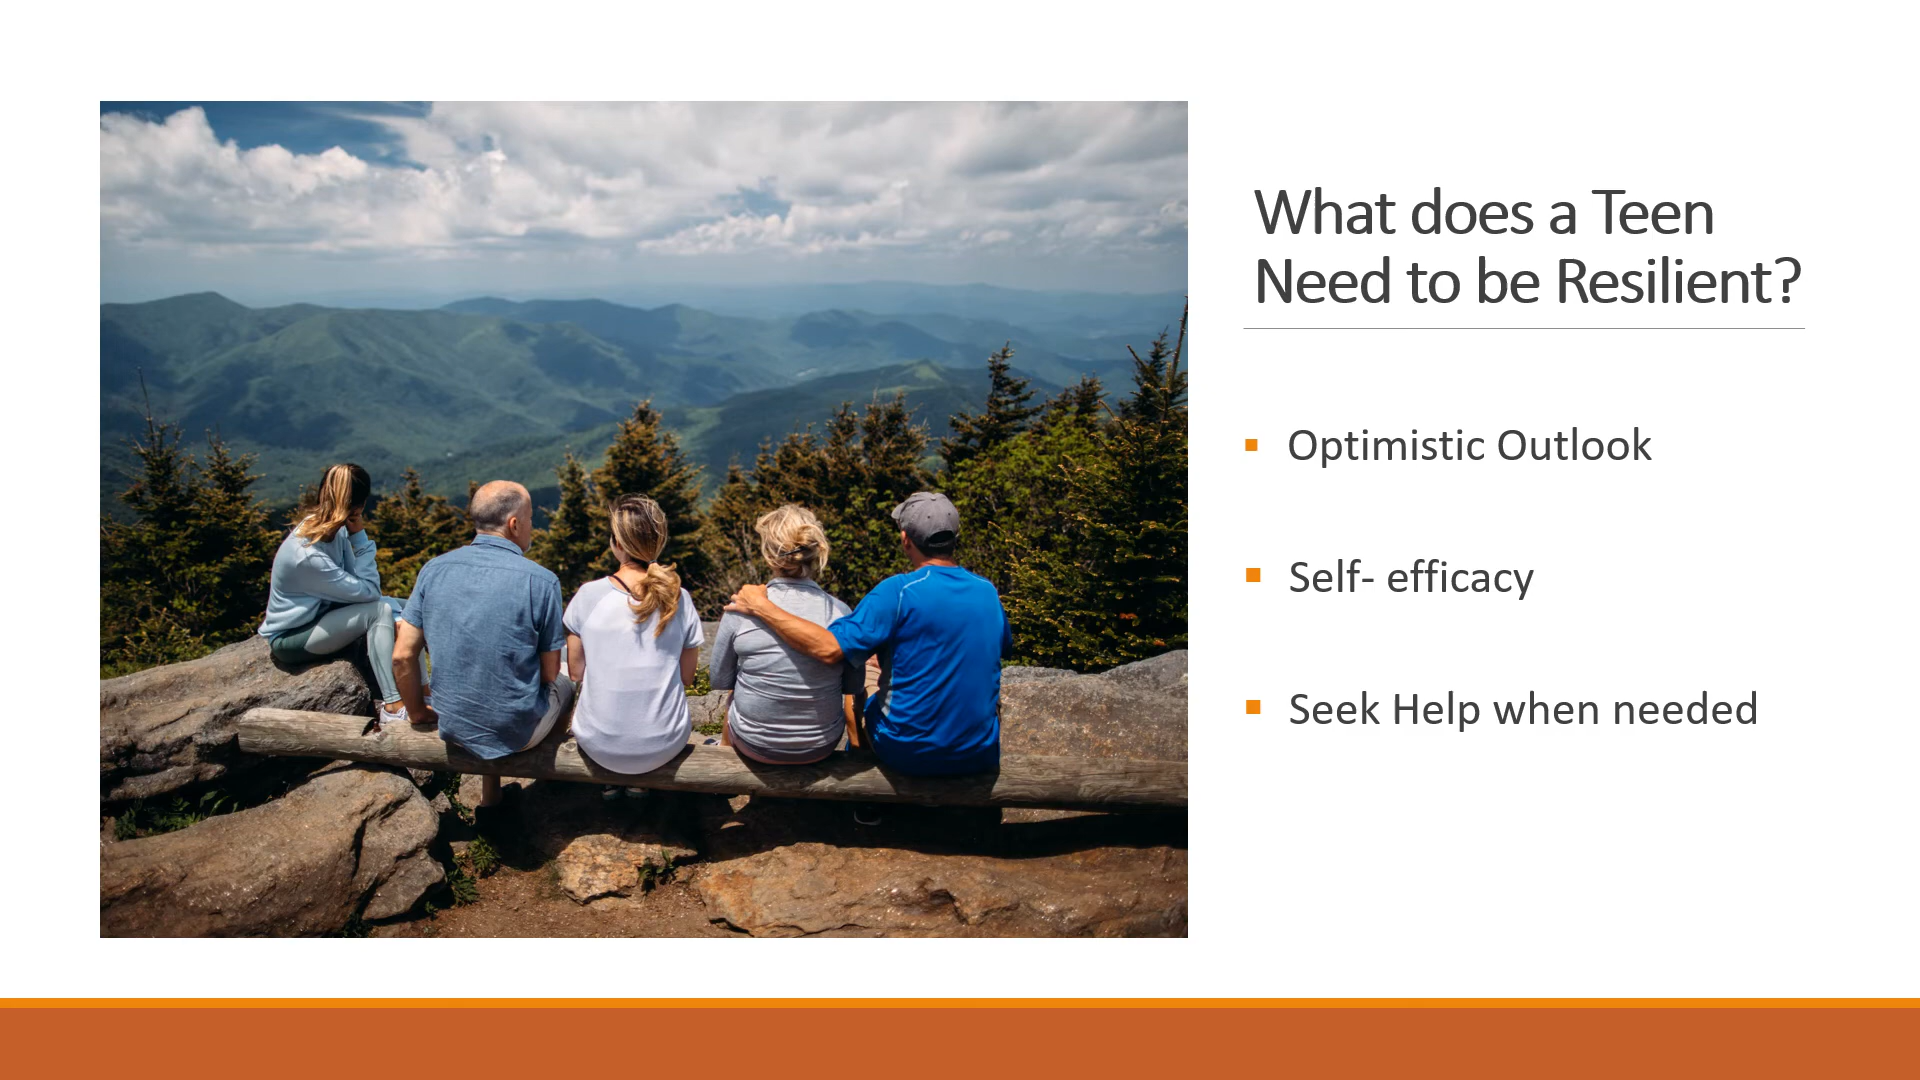 What does a Teen
Need to be Resilient?
Optimistic Outlook
Self- efficacy
Seek Help when needed